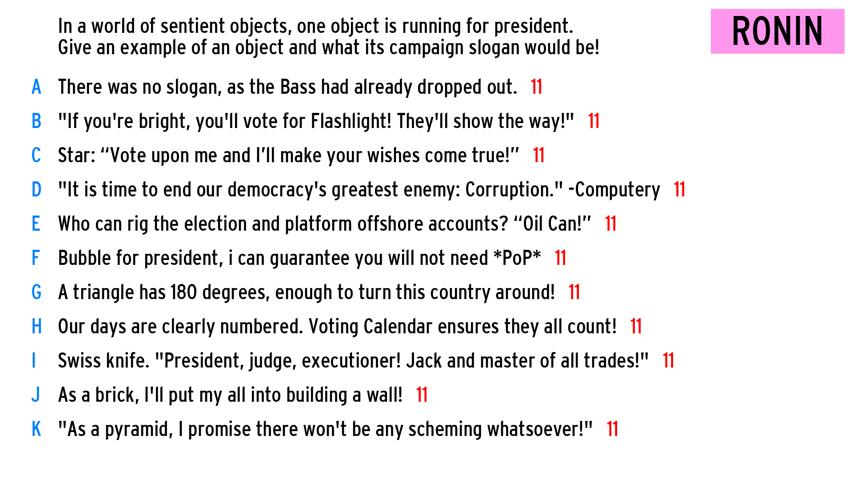 In a world of sentient objects, one object is running for president.
Give an example of an object and what its campaign slogan would be!
RONIN
A There was no slogan, as the Bass had already dropped out. 11
B "If you're bright, you'll vote for Flashlight! They'll show the way!" 11
C Star: “Vote upon me and I’ll make your wishes come true!” 11
D "It is time to end our democracy's greatest enemy: Corruption." -Computery 11
E Who can rig the election and platform offshore accounts? “Oil Can!” 11
F Bubble for president, i can guarantee you will not need *PoP* 11
G A triangle has 180 degrees, enough to turn this country around! 11
H Our days are clearly numbered. Voting Calendar ensures they all count! 11
I Swiss knife. "President, judge, executioner! Jack and master of all trades!" 11
J As a brick, I'll put my all into building a wall! 11
K "As a pyramid, I promise there won't be any scheming whatsoever!" 11